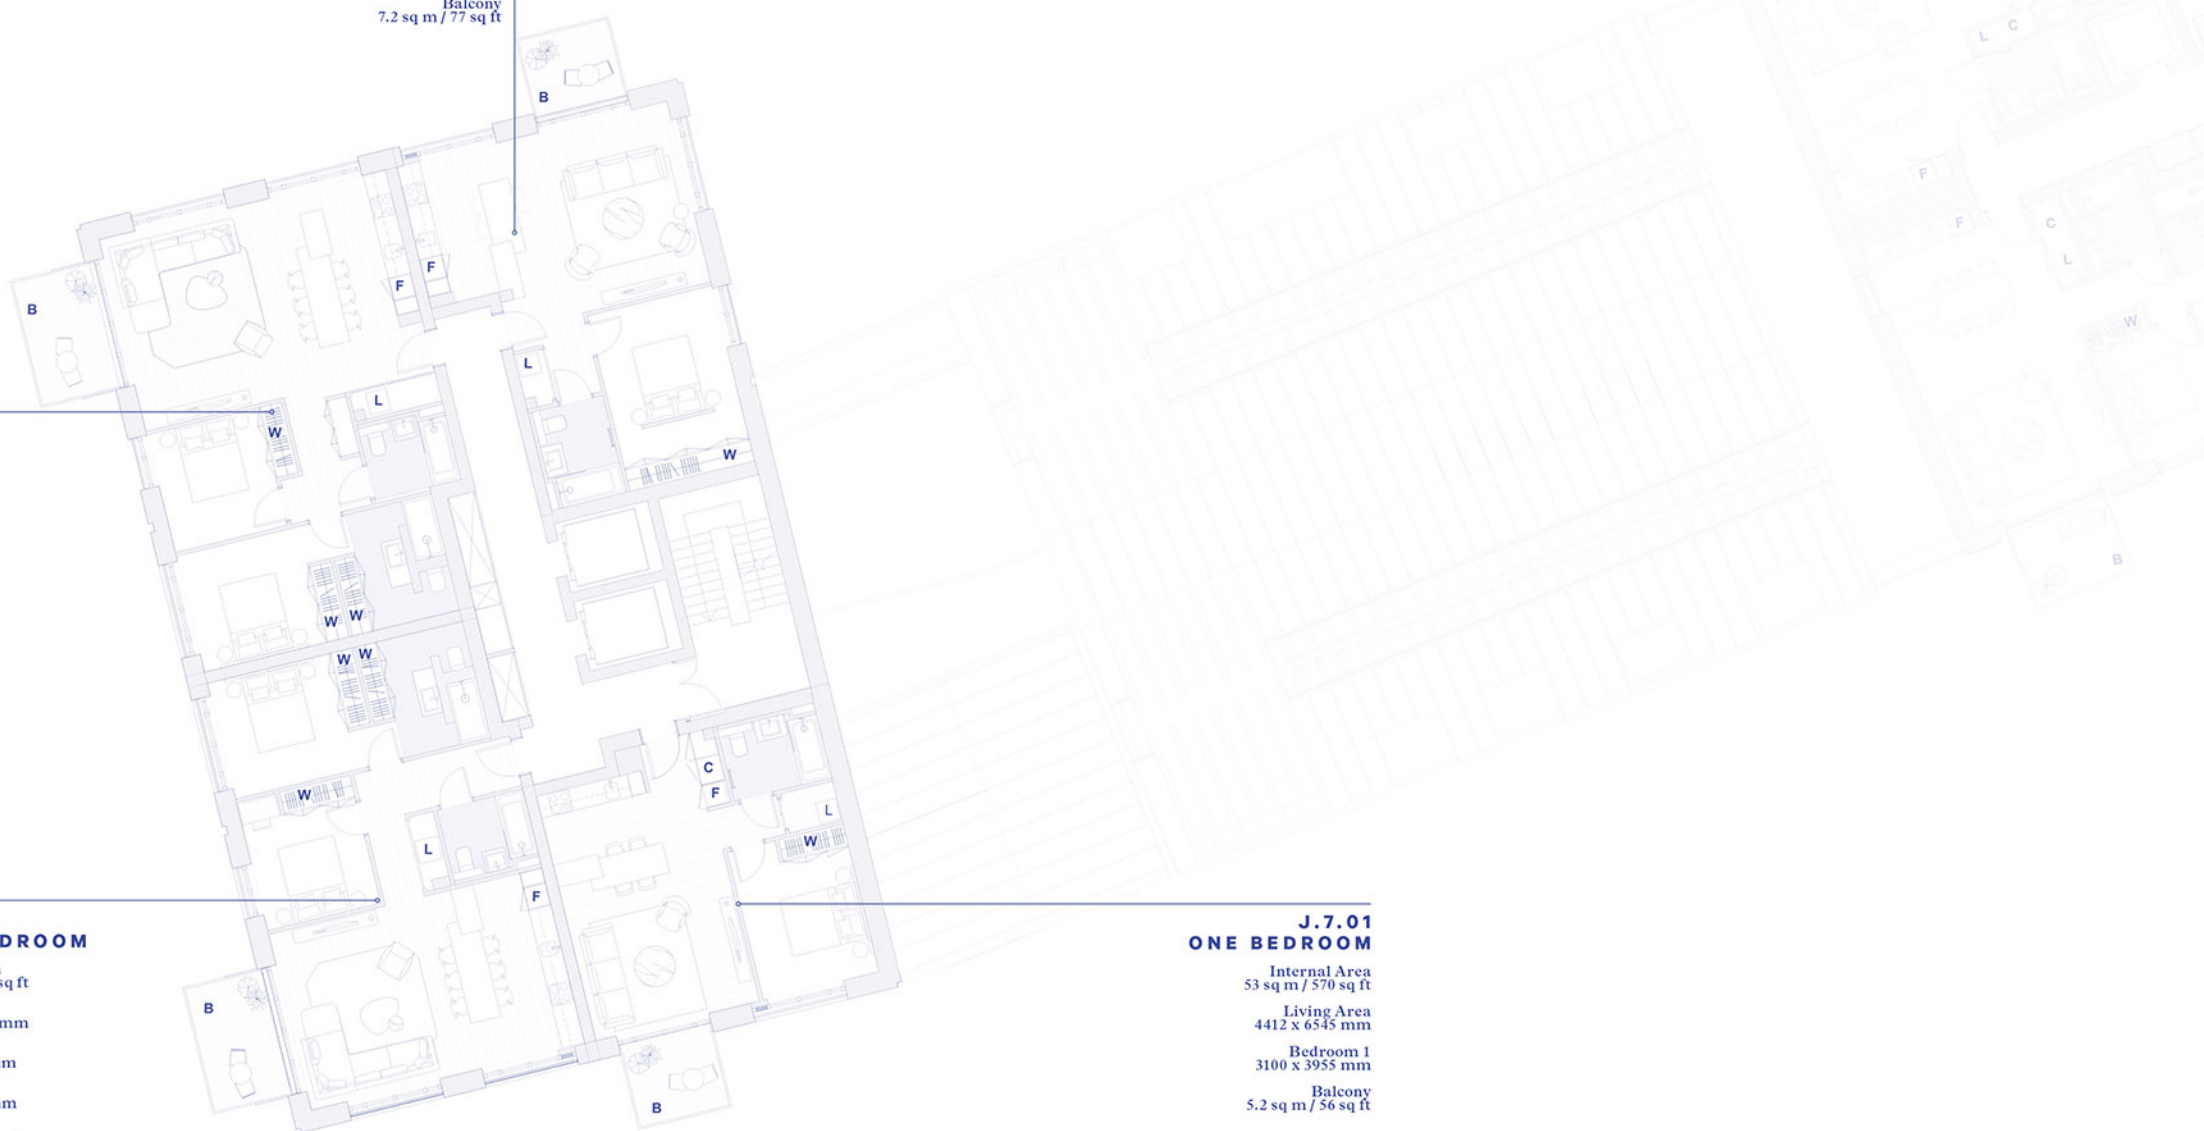 Balcony
7.2 sq m / 77 sq ft
L
C
B
F
F
C
F
F
L
B
W
L
L
W
W
B
W
W
W
W
C
F
W
L
W
L
F
DROOM
sq ft
mm
B
B
J.7.01
ONE BEDROOM
Internal Area
53 sq m / 570 sq ft
Living Area
4412 x 6545 mm
Bedroom 1
3100 x 3955 mm
Balcony
5.2 sq m / 56 sq ft